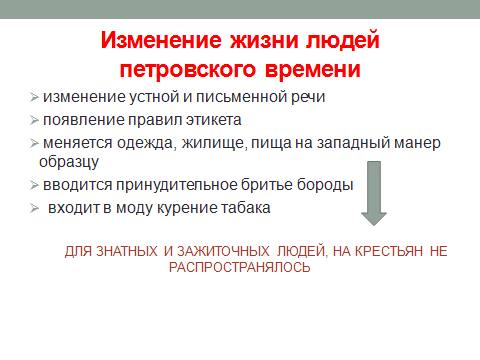 Изменение жизни людей
петровского времени
изменение устной и письменной речи
появление правил этикета
меняется одежда, жилище, пища на западный манер
образцу
вводится принудительное бритье бороды
входит в моду курение табака
ДЛЯ ЗНАТНЫХ И ЗАЖИТОЧНЫХ ЛЮДЕЙ, НА КРЕСТЬЯН НЕ
РАСПРОСТРАНЯЛОСЬ